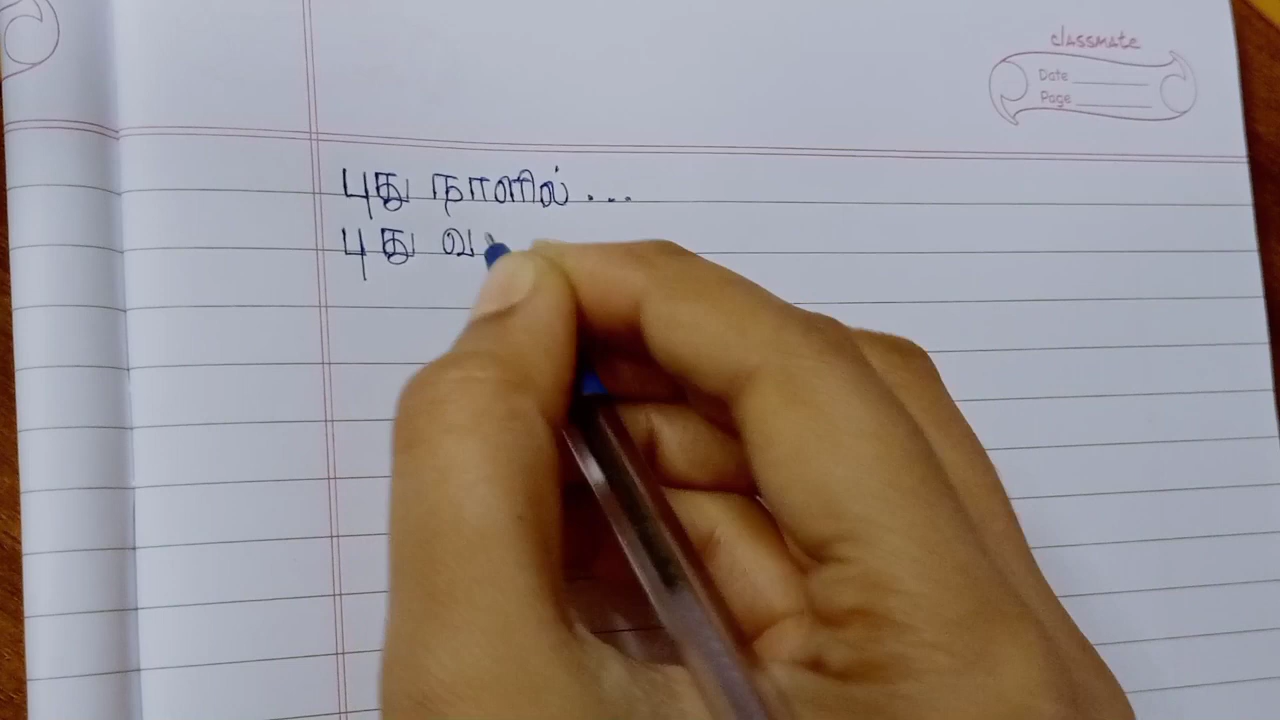 classmate
Date
Page
புது நாளில் ...
புது வ